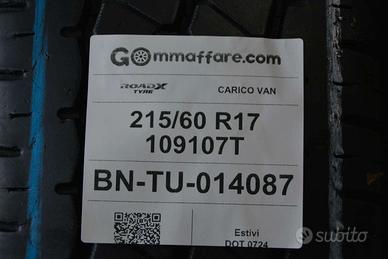 GOmmaffare.com
ROADX
TYRE
CARICO VAN
215/60 R17
109107T
BN-TU-014087
Estivi
DOT 0724
subito